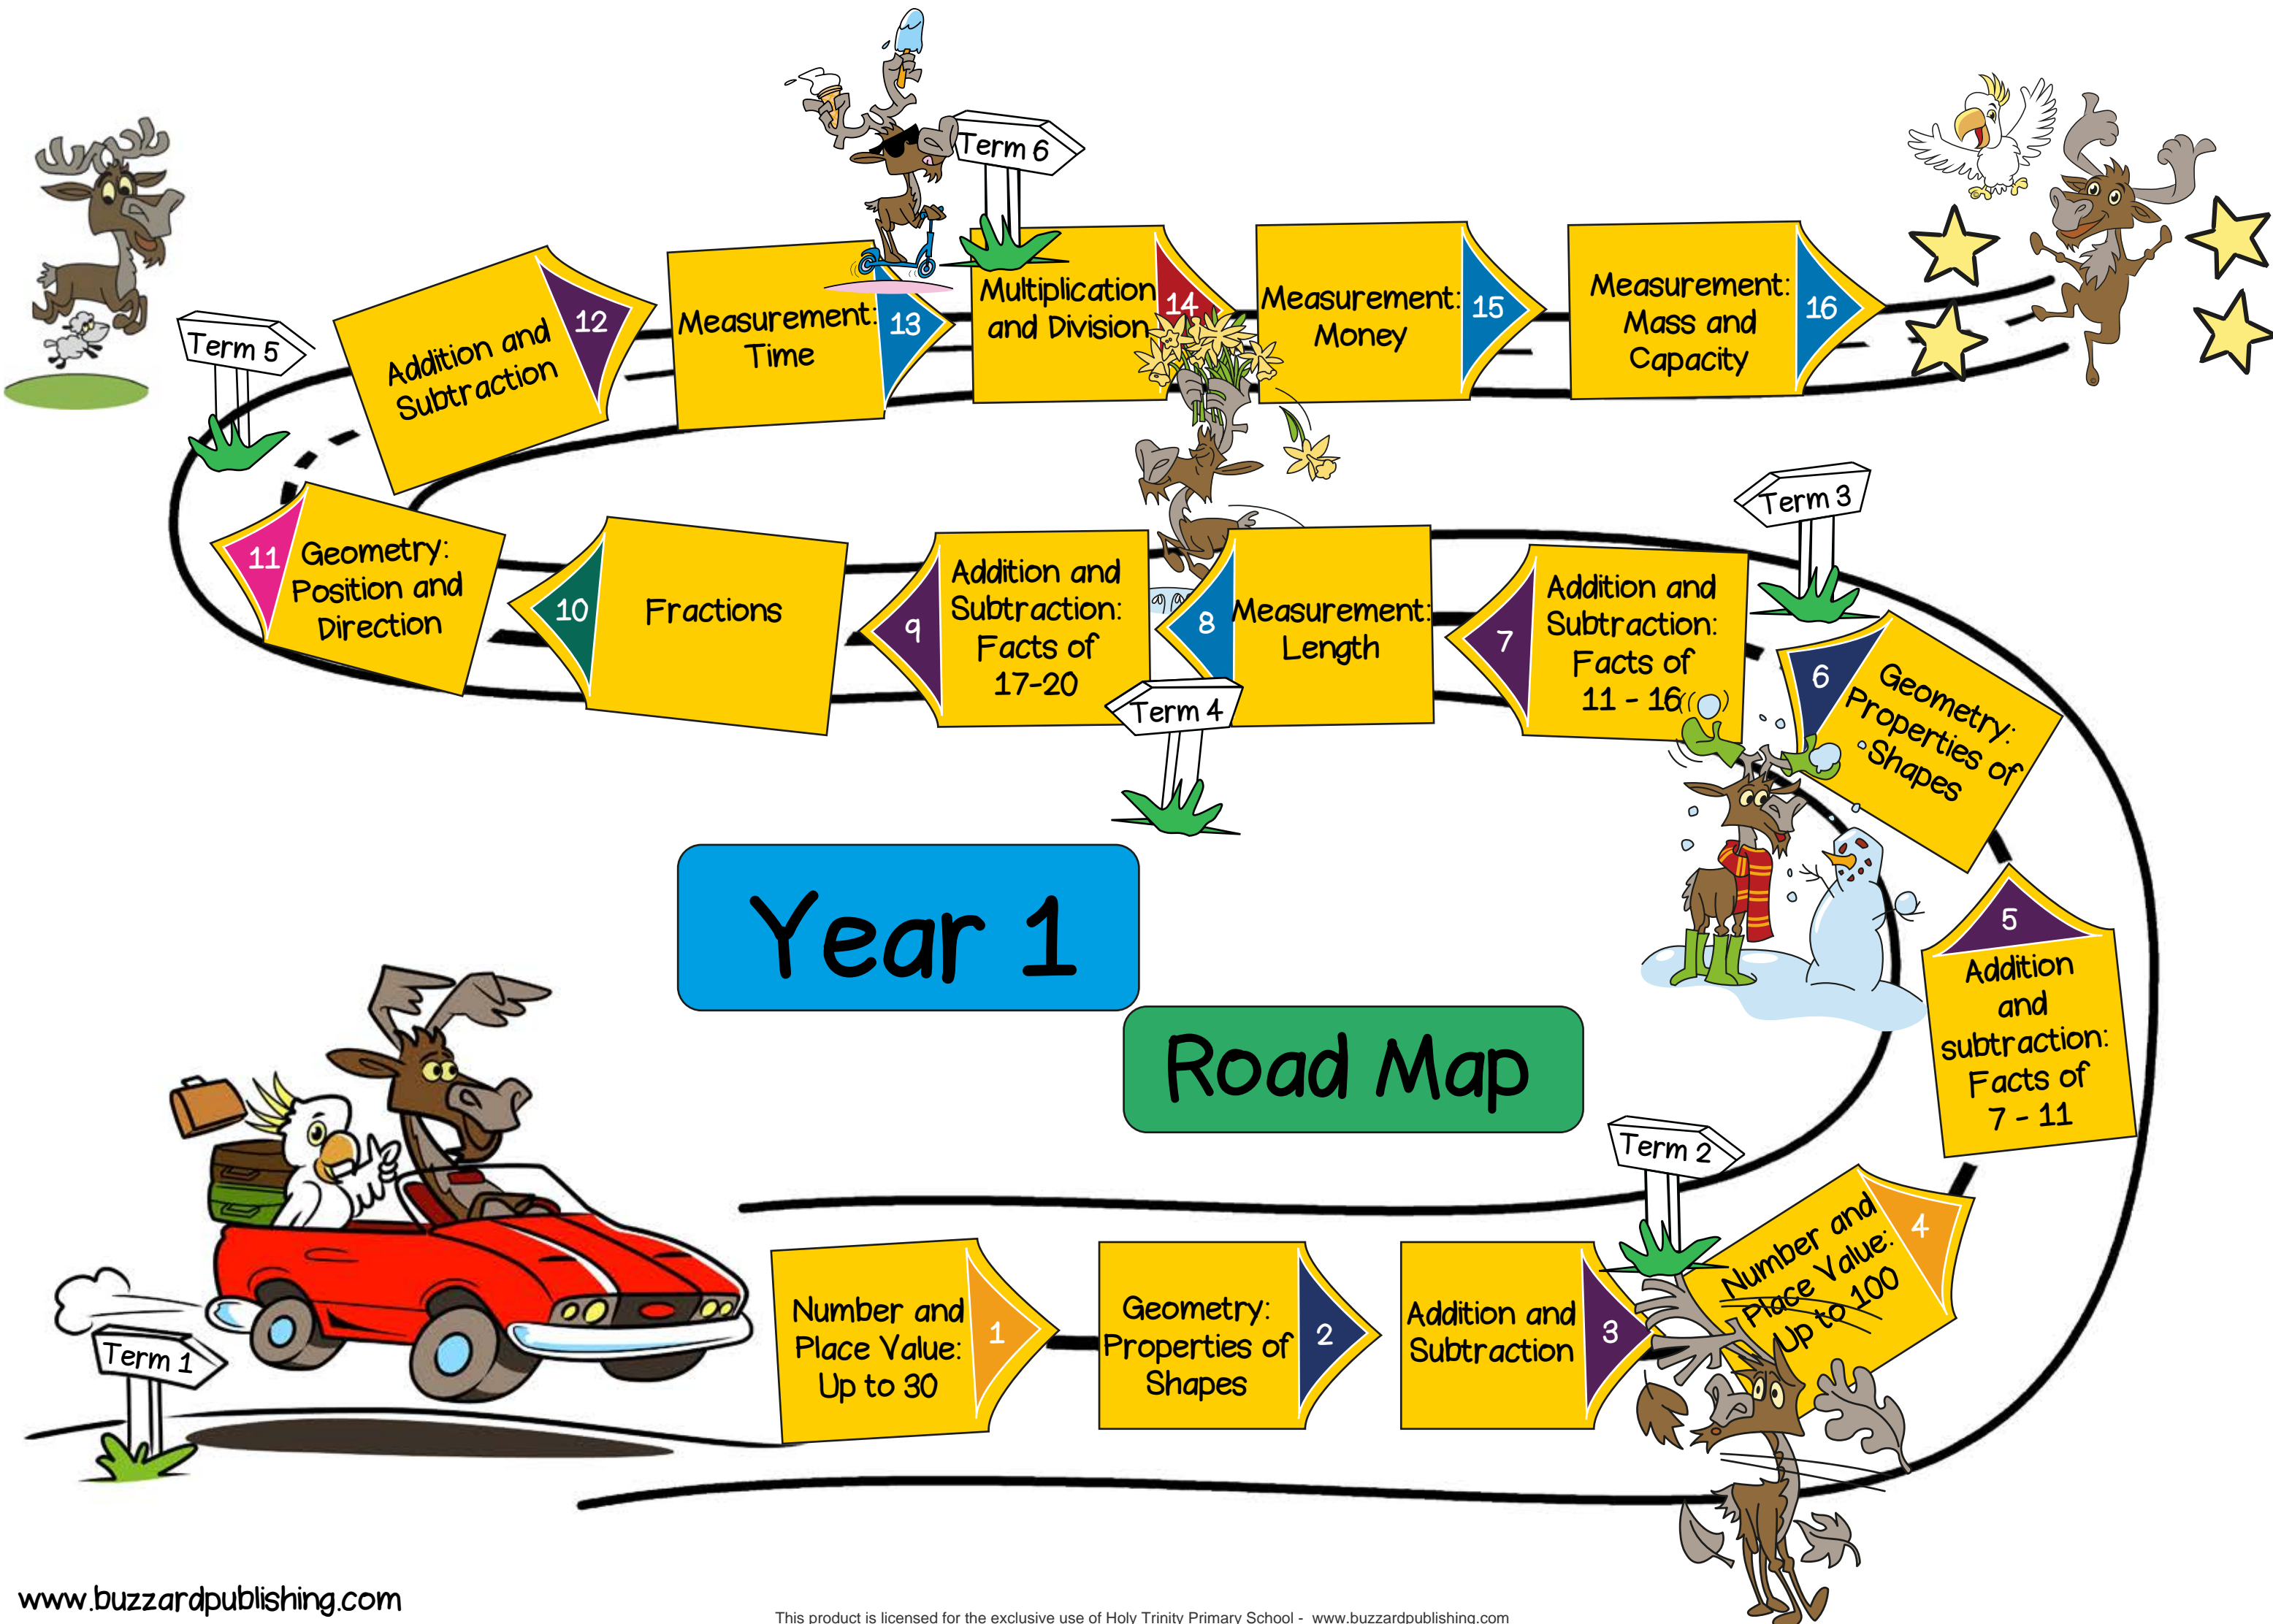 Year 1
Road Map
Term 1
1
Number and
Place Value:
Up to 30
2
Geometry:
Properties of
Shapes
3
Addition and
Subtraction
Term 2
4
Number and
Place Value:
Up to 100
5
Addition
and
subtraction:
Facts of
7 - 11
6
Geometry:
Properties of
Shapes
Term 3
7
Addition and
Subtraction:
Facts of
11 - 16
8
Measurement:
Length
Term 4
9
Addition and
Subtraction:
Facts of
17-20
10
Fractions
11
Geometry:
Position and
Direction
Term 5
12
Addition and
Subtraction
13
Measurement:
Time
Term 6
14
Multiplication
and Division
15
Measurement:
Money
16
Measurement:
Mass and
Capacity
www.buzzardpublishing.com
This product is licensed for the exclusive use of Holy Trinity Primary School - www.buzzardpublishing.com